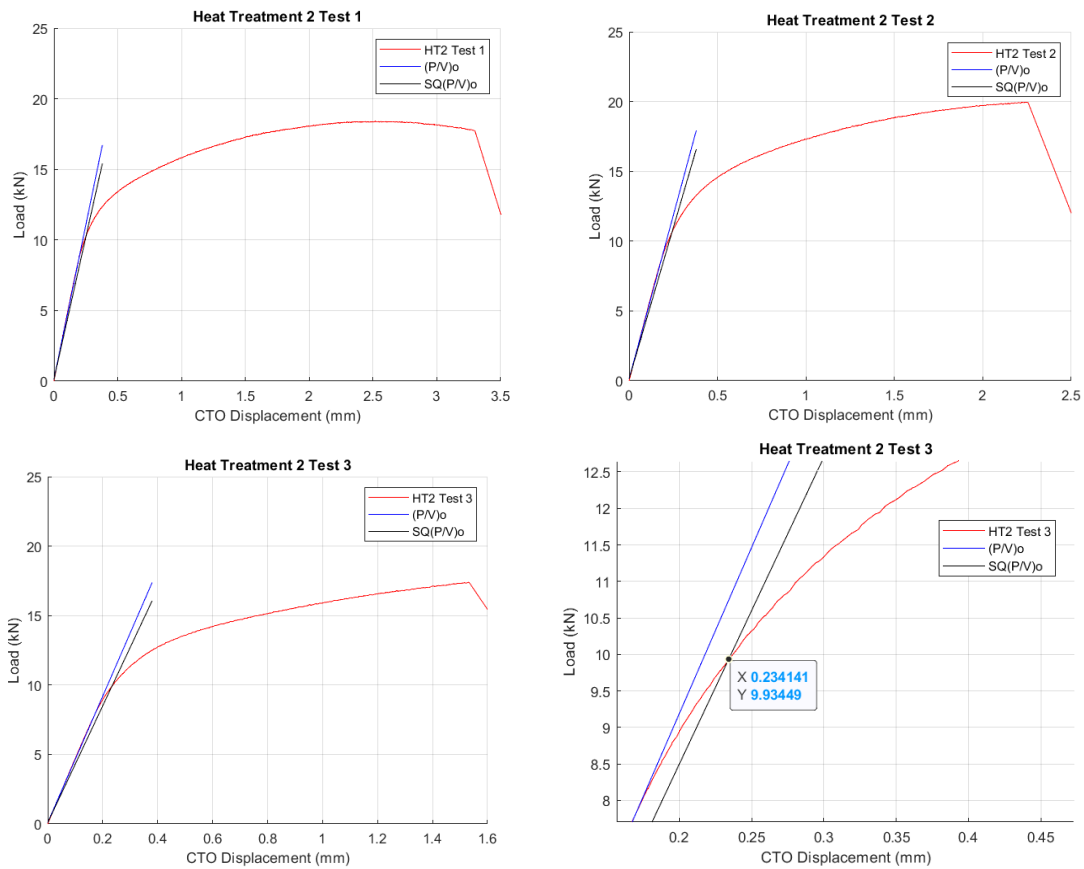 Heat Treatment 2 Test 1
25
20
15
10
5
0
0
0.5
1
1.5
2
2.5
3
3.5
Load (kN)
CTO Displacement (mm)
HT2 Test 1
(P/V)o
SQ(P/V)o
Heat Treatment 2 Test 2
25
20
15
10
5
0
0
0.5
1
1.5
2
2.5
Load (kN)
CTO Displacement (mm)
HT2 Test 2
(P/V)o
SQ(P/V)o
Heat Treatment 2 Test 3
25
20
15
10
5
0
0
0.2
0.4
0.6
0.8
1
1.2
1.4
1.6
Load (kN)
CTO Displacement (mm)
HT2 Test 3
(P/V)o
SQ(P/V)o
Heat Treatment 2 Test 3
12.5
12
11.5
11
10.5
10
9.5
9
8.5
8
0.2
0.25
0.3
0.35
0.4
0.45
Load (kN)
CTO Displacement (mm)
HT2 Test 3
(P/V)o
SQ(P/V)o
X 0.234141
Y 9.93449